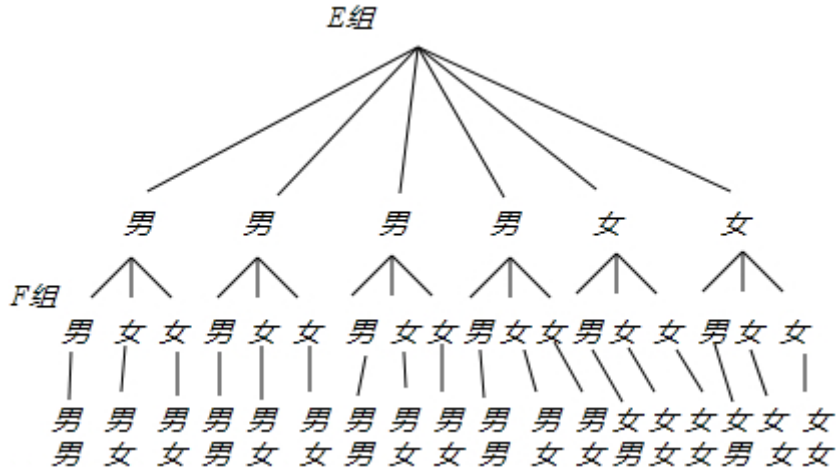 E组
男 男 男 男 女 女
F组
男 女 女 男 女 女 男 女 女 男 女 女 男 女 女 男 女 女
男 男 男 男 男 男 男 男 男 男 男 男 女 女 女 女 女 女
男 女 女 男 女 女 男 女 女 男 女 女 男 女 女 男 女 女